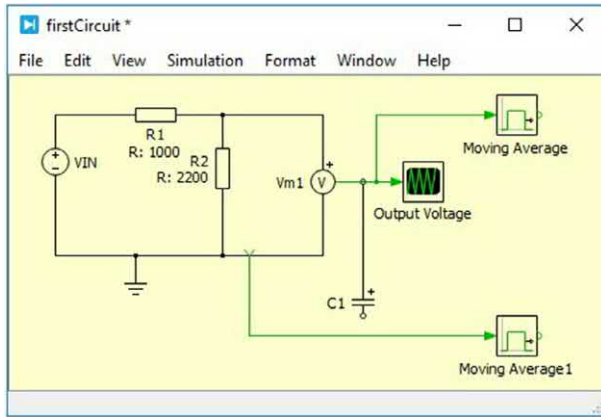 firstCircuit *
File Edit View Simulation Format Window Help
R1
R: 1000
R2
R: 2200
VIN
Vm1
V
Moving Average
Output Voltage
C1
Moving Average1